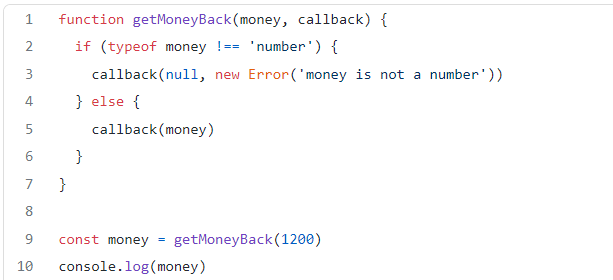 1 function getMoneyBack(money, callback) {
2   if (typeof money !== 'number') {
3     callback(null, new Error('money is not a number'))
4   } else {
5     callback(money)
6   }
7 }
8
9 const money = getMoneyBack(1200)
10 console.log(money)